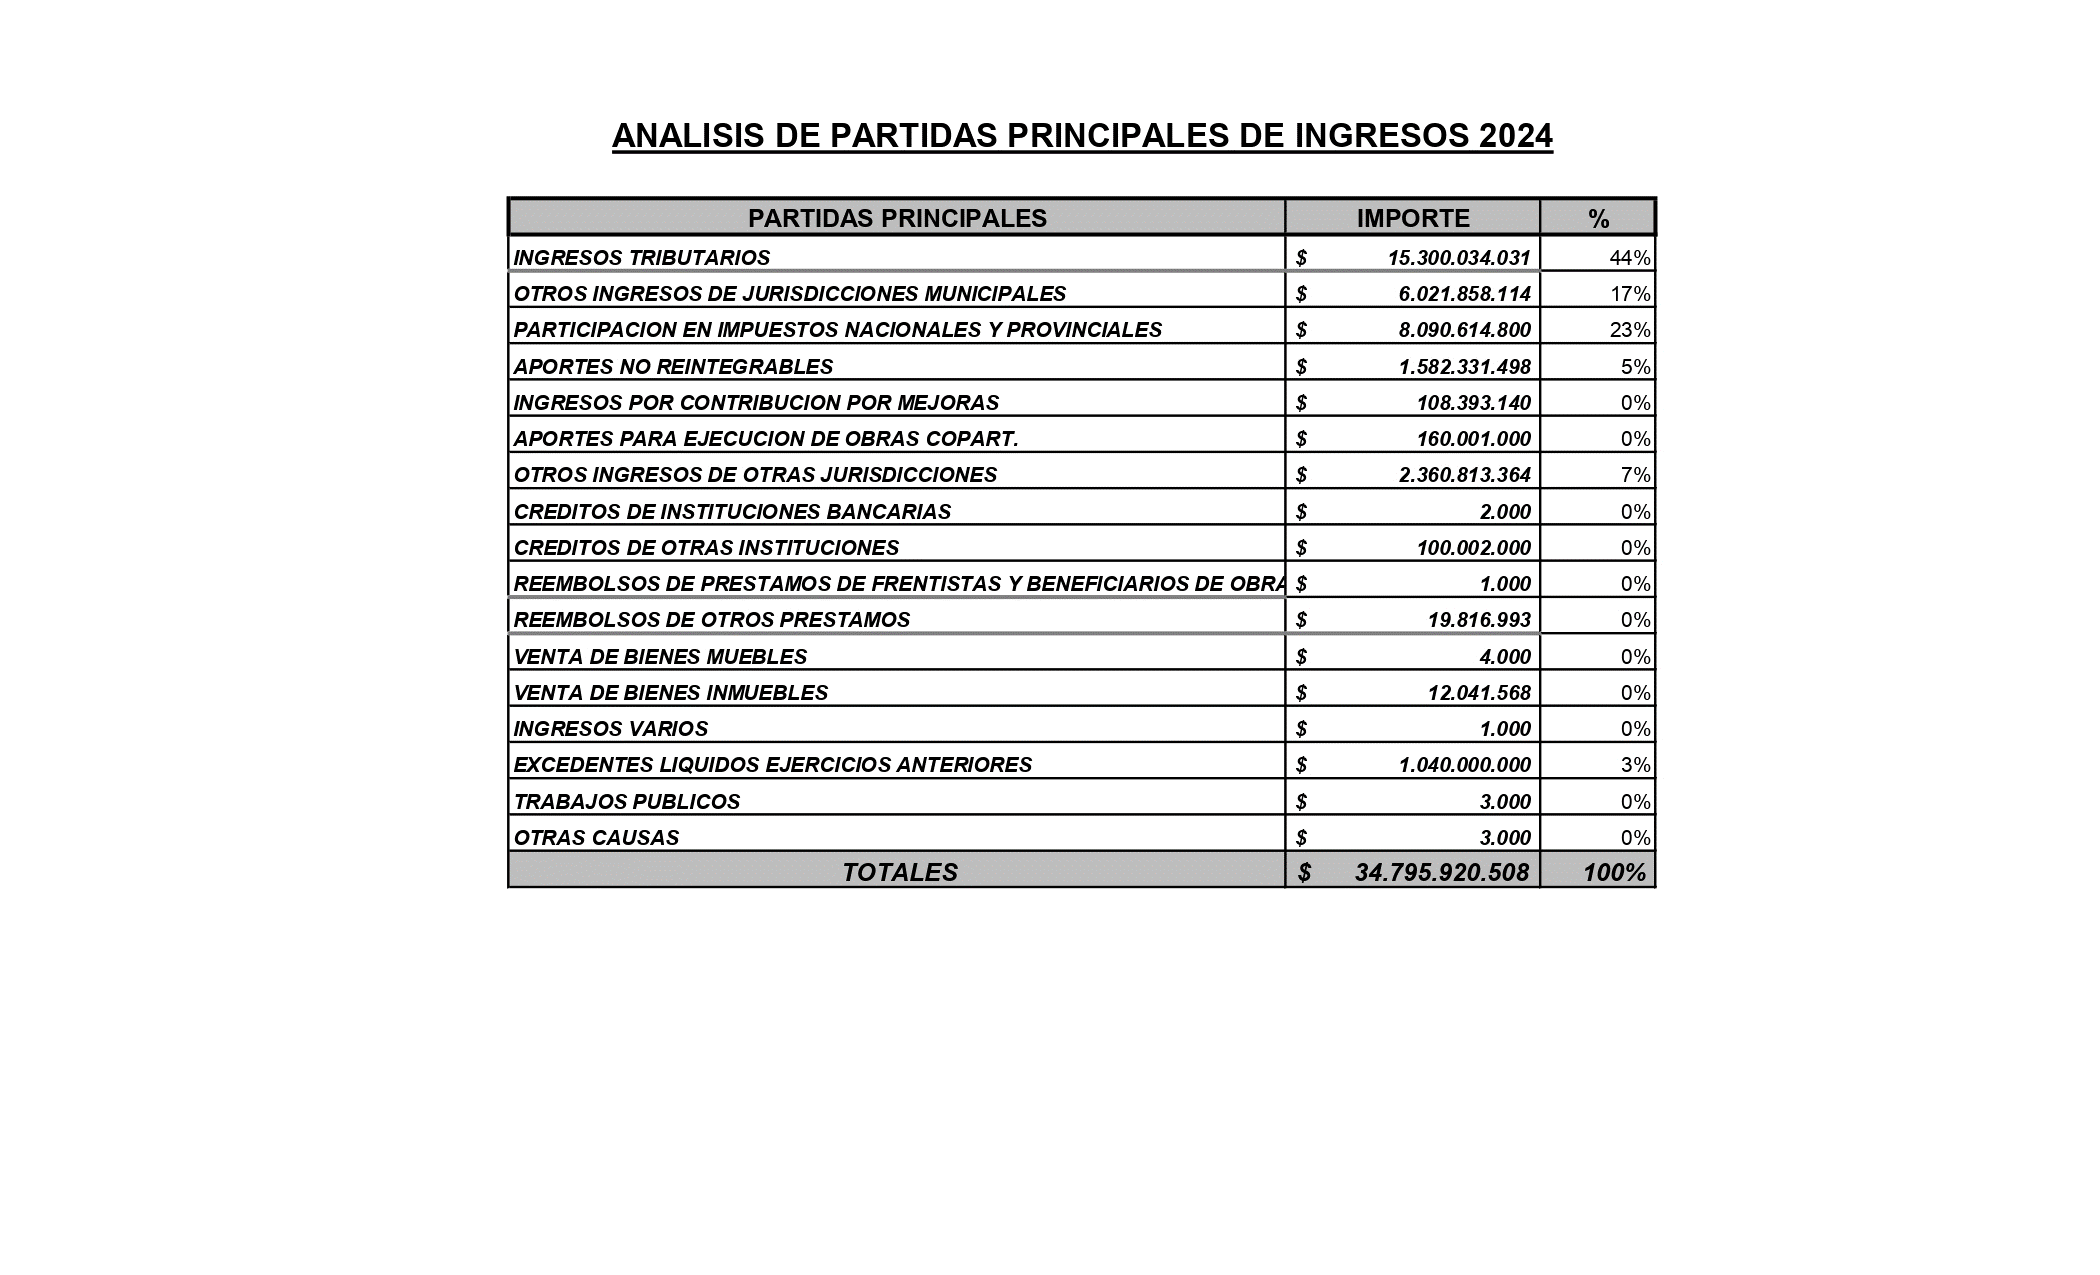 ANALISIS DE PARTIDAS PRINCIPALES DE INGRESOS 2024
PARTIDAS PRINCIPALES IMPORTE %
INGRESOS TRIBUTARIOS $ 15.300.034.031 44%
OTROS INGRESOS DE JURISDICCIONES MUNICIPALES $ 6.021.858.114 17%
PARTICIPACION EN IMPUESTOS NACIONALES Y PROVINCIALES $ 8.090.614.800 23%
APORTES NO REINTEGRABLES $ 1.582.331.498 5%
INGRESOS POR CONTRIBUCION POR MEJORAS $ 108.393.140 0%
APORTES PARA EJECUCION DE OBRAS COPART. $ 160.001.000 0%
OTROS INGRESOS DE OTRAS JURISDICCIONES $ 2.360.813.364 7%
CREDITOS DE INSTITUCIONES BANCARIAS $ 2.000 0%
CREDITOS DE OTRAS INSTITUCIONES $ 100.002.000 0%
REEMBOLSOS DE PRESTAMOS DE FRENTISTAS Y BENEFICIARIOS DE OBRA $ 1.000 0%
REEMBOLSOS DE OTROS PRESTAMOS $ 19.816.993 0%
VENTA DE BIENES MUEBLES $ 4.000 0%
VENTA DE BIENES INMUEBLES $ 12.041.568 0%
INGRESOS VARIOS $ 1.000 0%
EXCEDENTES LIQUIDOS EJERCICIOS ANTERIORES $ 1.040.000.000 3%
TRABAJOS PUBLICOS $ 3.000 0%
OTRAS CAUSAS $ 3.000 0%
TOTALES $ 34.795.920.508 100%